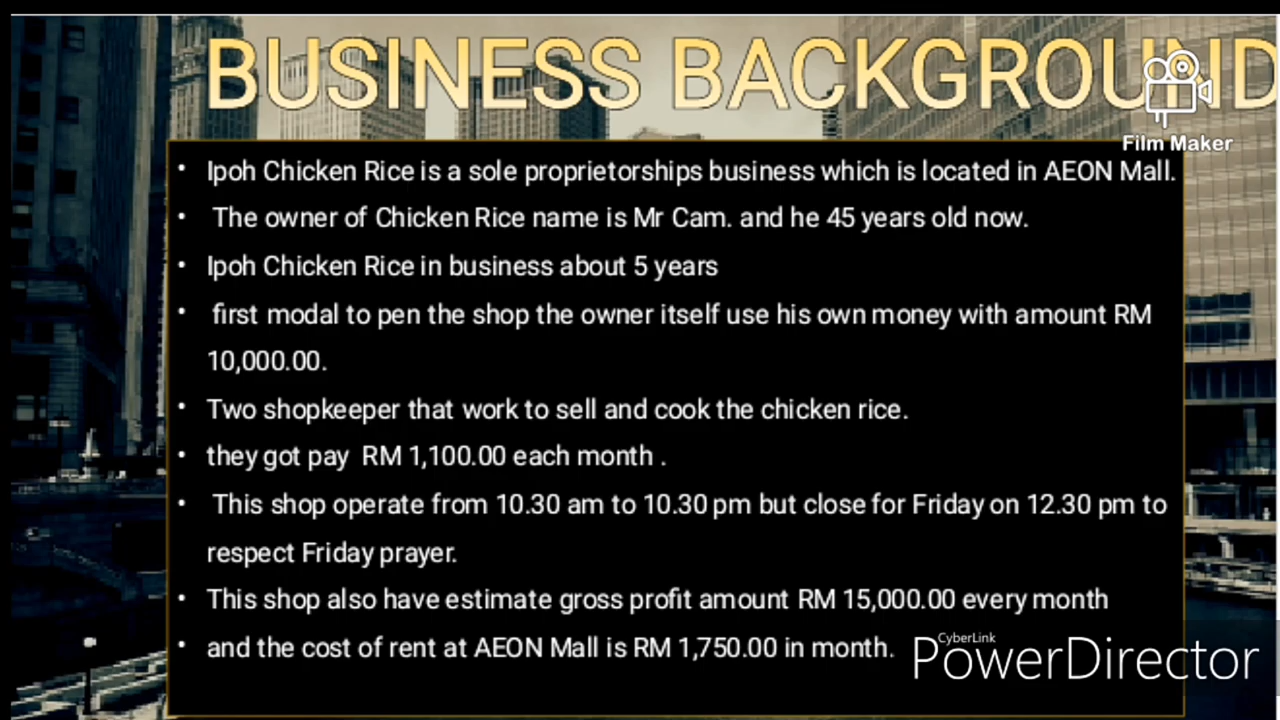 BUSINESS BACKGROUND
Film Maker
• Ipoh Chicken Rice is a sole proprietorships business which is located in AEON Mall.
• The owner of Chicken Rice name is Mr Cam. and he 45 years old now.
• Ipoh Chicken Rice in business about 5 years
• first modal to pen the shop the owner itself use his own money with amount RM
10,000.00.
• Two shopkeeper that work to sell and cook the chicken rice.
• they got pay RM 1,100.00 each month .
• This shop operate from 10.30 am to 10.30 pm but close for Friday on 12.30 pm to
respect Friday prayer.
• This shop also have estimate gross profit amount RM 15,000.00 every month
• and the cost of rent at AEON Mall is RM 1,750.00 in month.
CyberLink
PowerDirector